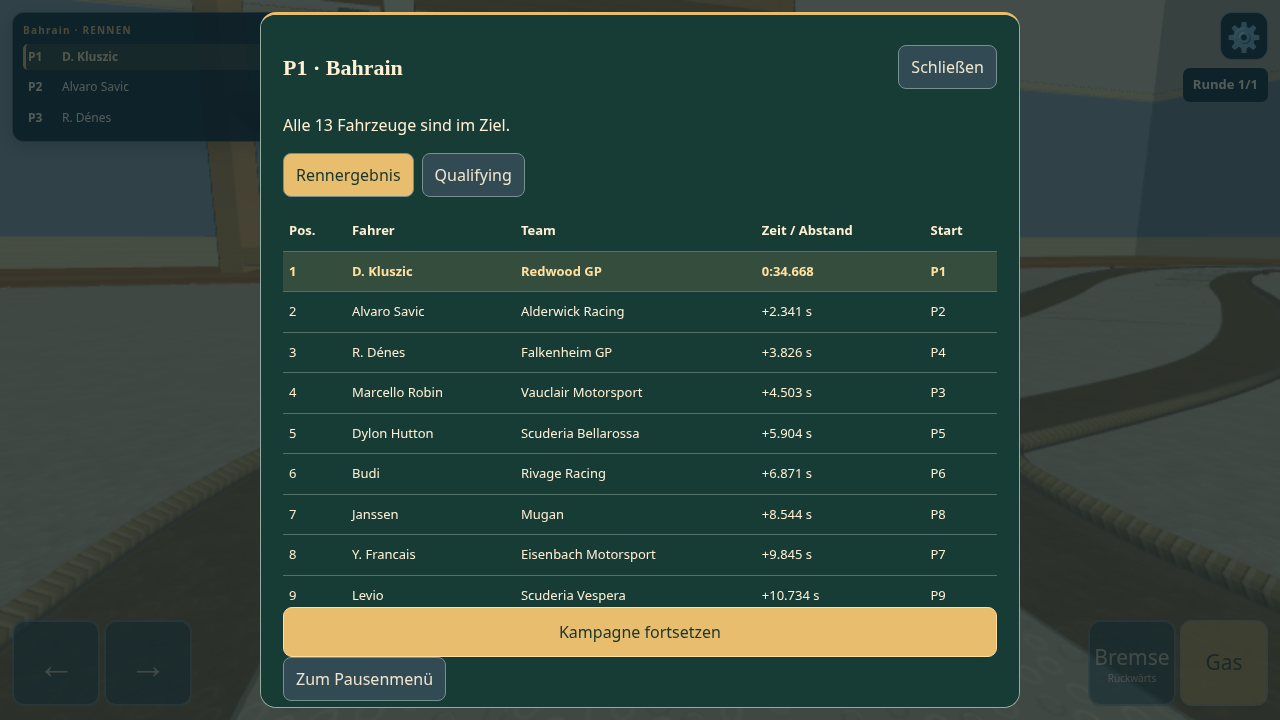 Bahrain · RENNEN
P1 D. Kluszic
P2 Alvaro Savic
P3 R. Dénes
Runde 1/1
P1 · Bahrain
Schließen
Alle 13 Fahrzeuge sind im Ziel.
Rennergebnis Qualifying
Pos. Fahrer Team Zeit / Abstand Start
1 D. Kluszic Redwood GP 0:34.668 P1
2 Alvaro Savic Alderwick Racing +2.341 s P2
3 R. Dénes Falkenheim GP +3.826 s P4
4 Marcello Robin Vauclair Motorsport +4.503 s P3
5 Dylon Hutton Scuderia Bellarossa +5.904 s P5
6 Budi Rivage Racing +6.871 s P6
7 Janssen Mugan +8.544 s P8
8 Y. Francais Eisenbach Motorsport +9.845 s P7
9 Levio Scuderia Vespera +10.734 s P9
Kampagne fortsetzen
Zum Pausenmenü
← →
Bremse
Rückwärts
Gas